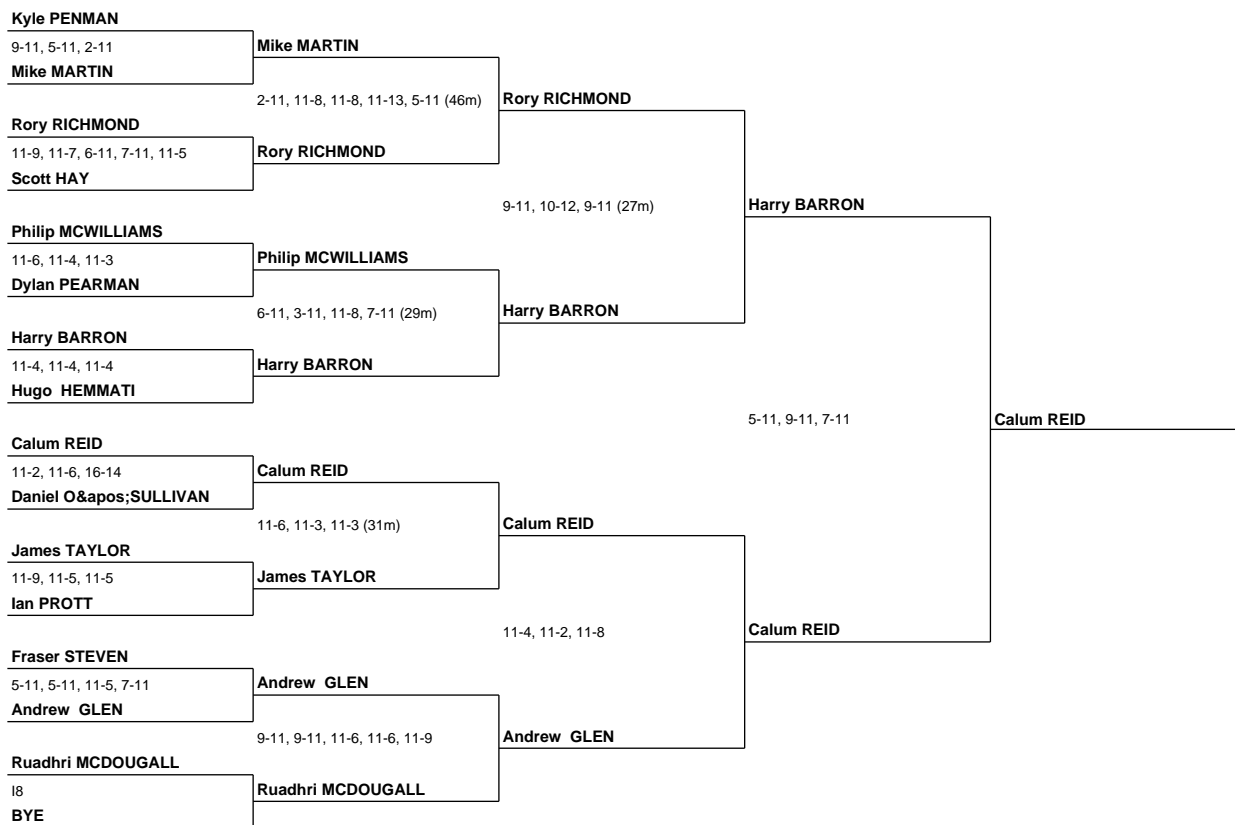 Kyle PENMAN
9-11, 5-11, 2-11
Mike MARTIN
Rory RICHMOND
11-9, 11-7, 6-11, 7-11, 11-5
Scott HAY
Philip MCWILLIAMS
11-6, 11-4, 11-3
Dylan PEARMAN
Harry BARRON
11-4, 11-4, 11-4
Hugo HEMMATI
Calum REID
11-2, 11-6, 16-14
Daniel O&apos;SULLIVAN
James TAYLOR
11-9, 11-5, 11-5
Ian PROTT
Fraser STEVEN
5-11, 5-11, 11-5, 7-11
Andrew GLEN
Ruadhri MCDOUGALL
I8
BYE
Mike MARTIN
2-11, 11-8, 11-8, 11-13, 5-11 (46m)
Rory RICHMOND
Philip MCWILLIAMS
6-11, 3-11, 11-8, 7-11 (29m)
Harry BARRON
Calum REID
11-6, 11-3, 11-3 (31m)
James TAYLOR
Andrew GLEN
9-11, 9-11, 11-6, 11-6, 11-9
Ruadhri MCDOUGALL
Rory RICHMOND
9-11, 10-12, 9-11 (27m)
Harry BARRON
Calum REID
11-4, 11-2, 11-8
Andrew GLEN
Harry BARRON
5-11, 9-11, 7-11
Calum REID
Calum REID